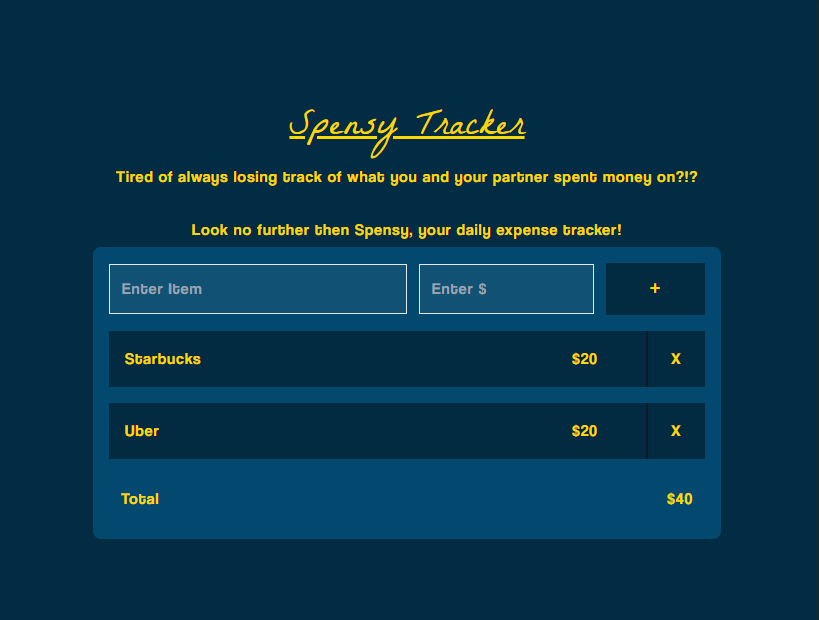 Spensy Tracker
Tired of always losing track of what you and your partner spent money on?!?
Look no further then Spensy, your daily expense tracker!
Enter Item Enter $ +
Starbucks $20 X
Uber $20 X
Total $40